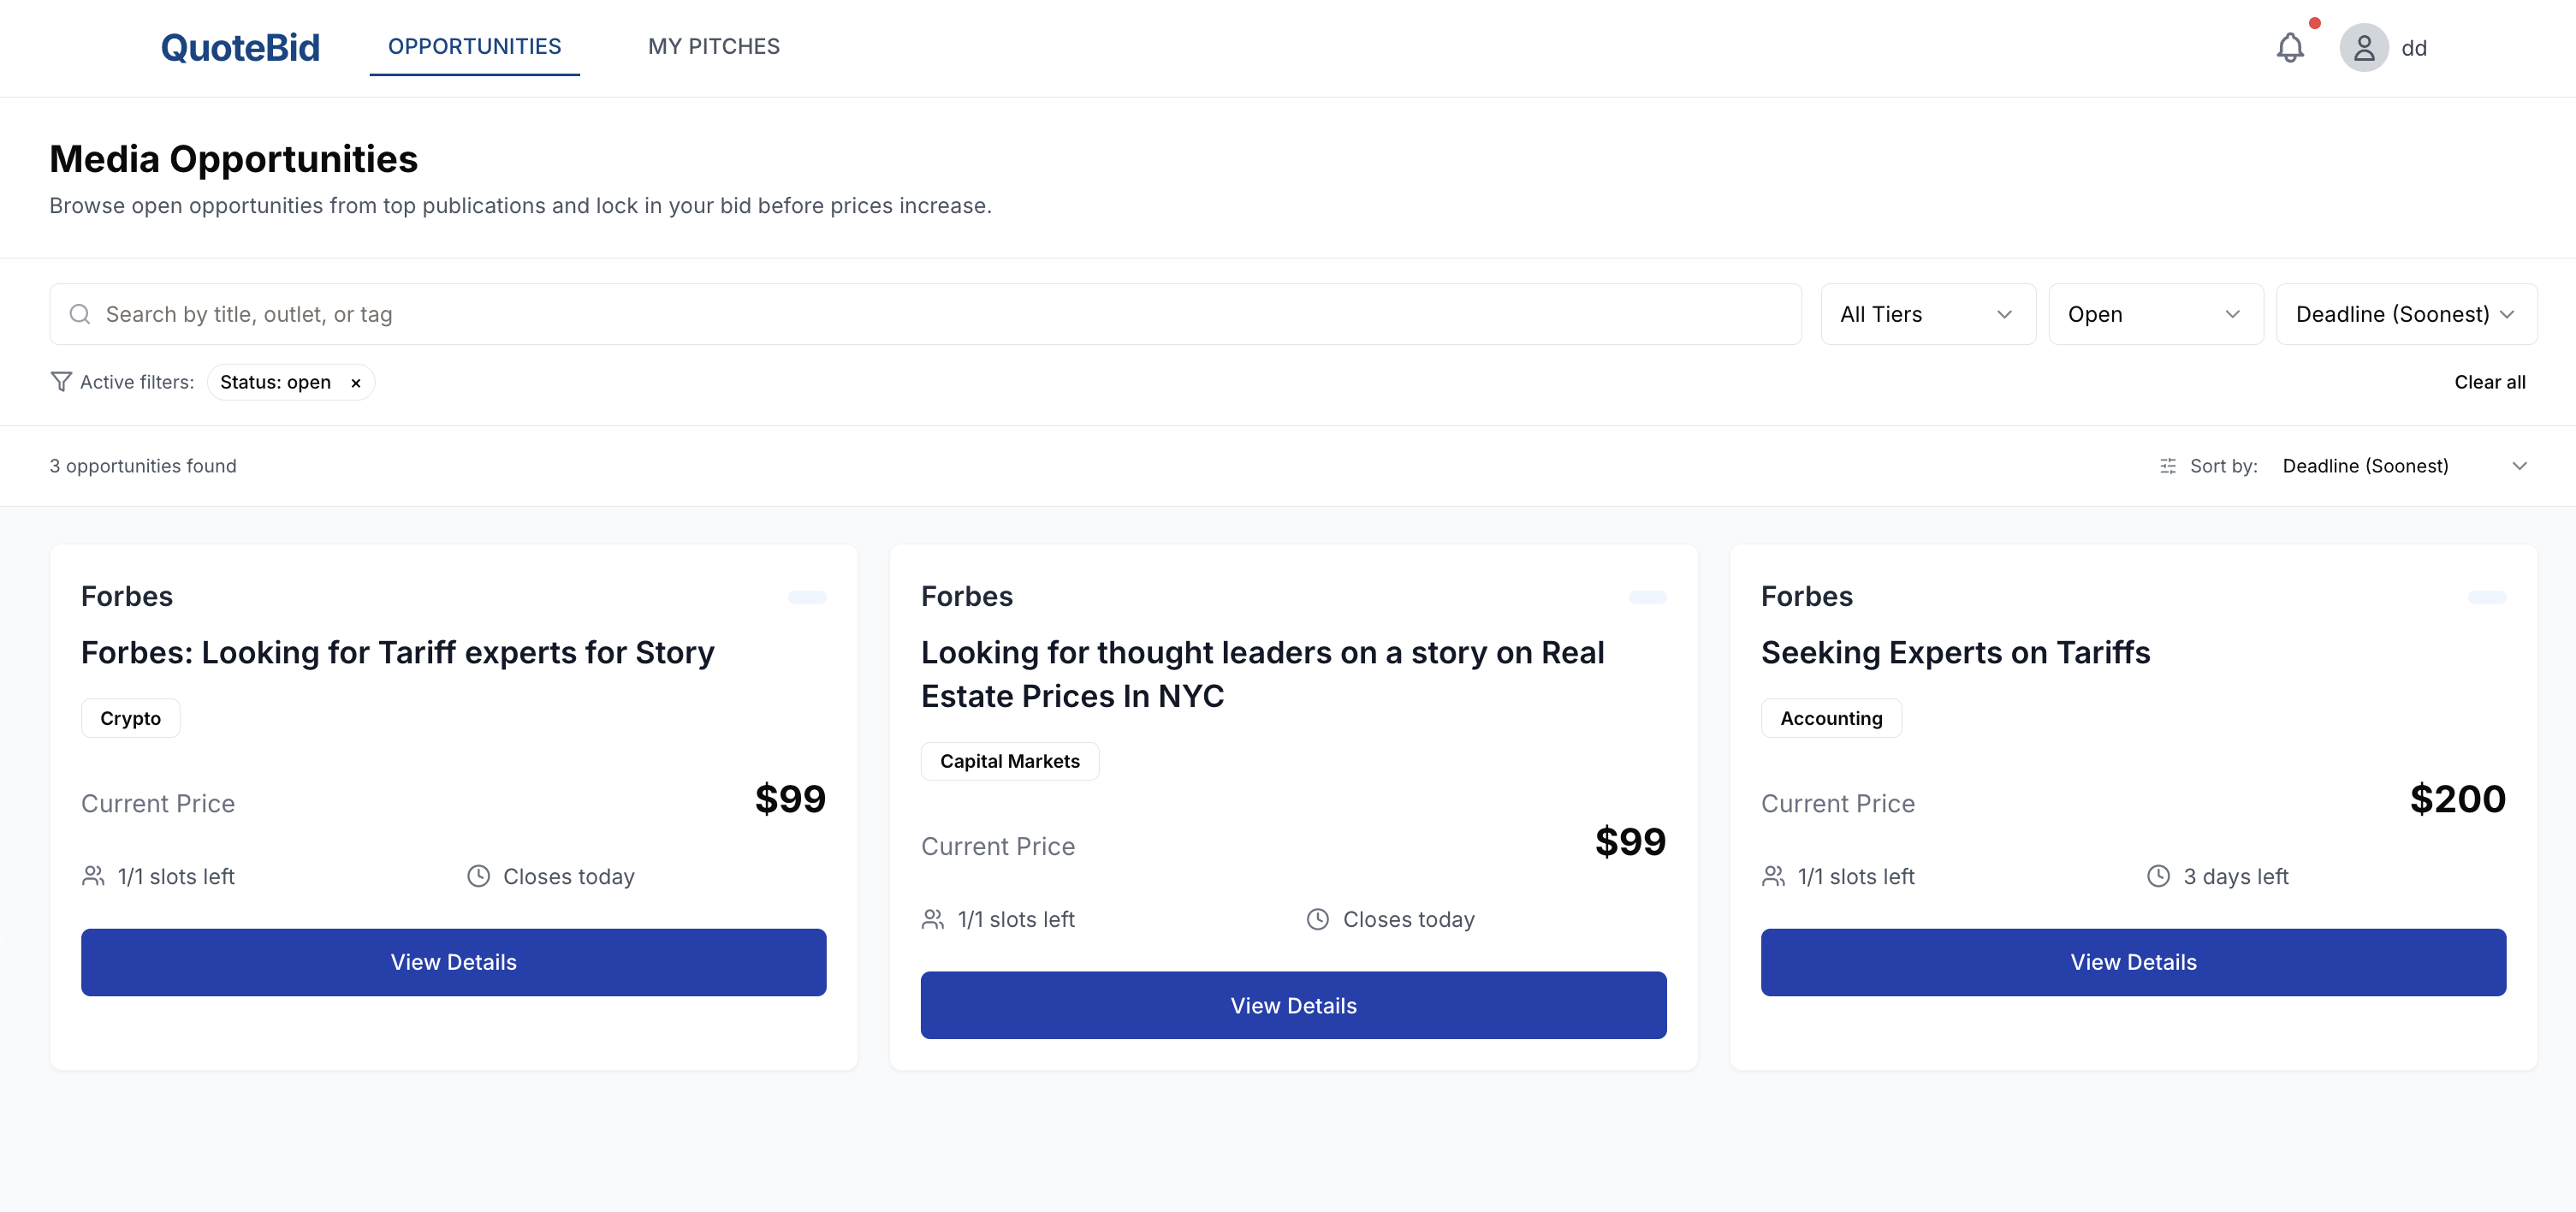 QuoteBid
OPPORTUNITIES
MY PITCHES
dd
Media Opportunities
Browse open opportunities from top publications and lock in your bid before prices increase.
Search by title, outlet, or tag
All Tiers
Open
Deadline (Soonest)
Active filters:
Status: open ×
Clear all
3 opportunities found
Sort by:
Deadline (Soonest)
Forbes
Forbes: Looking for Tariff experts for Story
Crypto
Current Price
$99
1/1 slots left
Closes today
View Details
Forbes
Looking for thought leaders on a story on Real
Estate Prices In NYC
Capital Markets
Current Price
$99
1/1 slots left
Closes today
View Details
Forbes
Seeking Experts on Tariffs
Accounting
Current Price
$200
1/1 slots left
3 days left
View Details